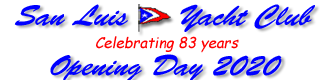 San Luis Yacht Club
Celebrating 83 years
Opening Day 2020